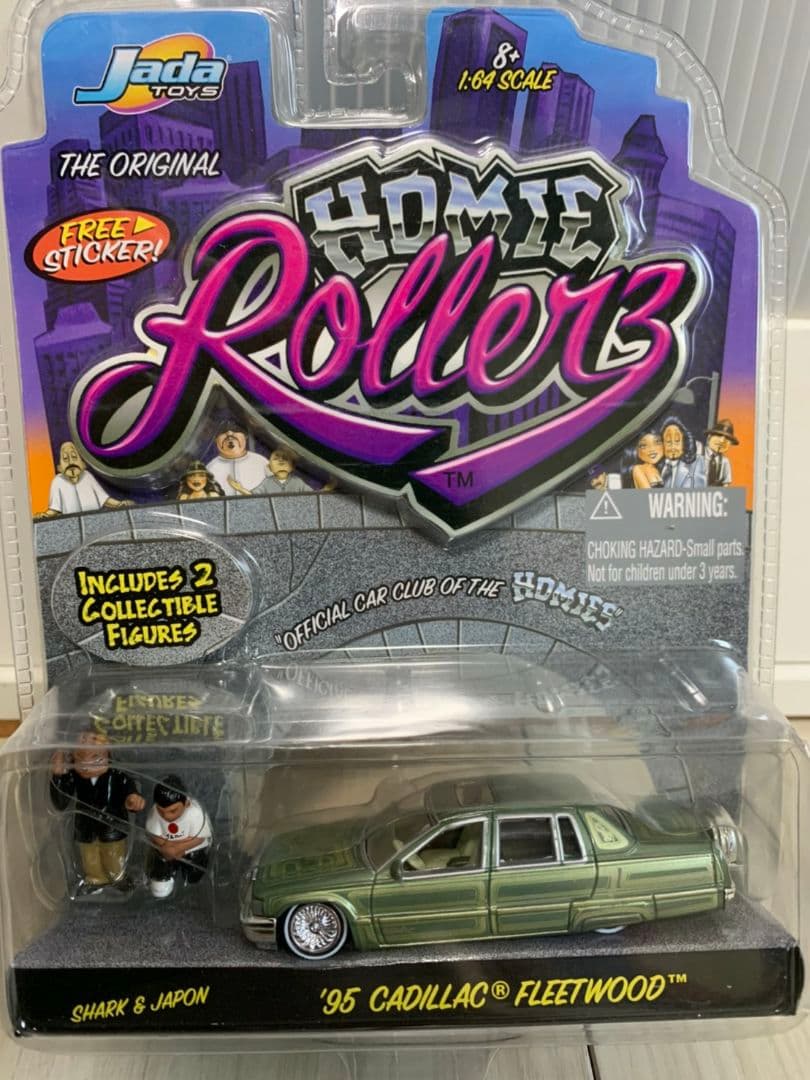 Jada
TOYS
8+
1:64 SCALE
THE ORIGINAL
FREE
STICKER!
HOMIE
Rollerz
TM
WARNING:
CHOKING HAZARD-Small parts.
Not for children under 3 years.
INCLUDES 2
COLLECTIBLE
FIGURES
"OFFICIAL CAR CLUB OF THE HOMIES"
SHARK & JAPON
'95 CADILLAC® FLEETWOOD™